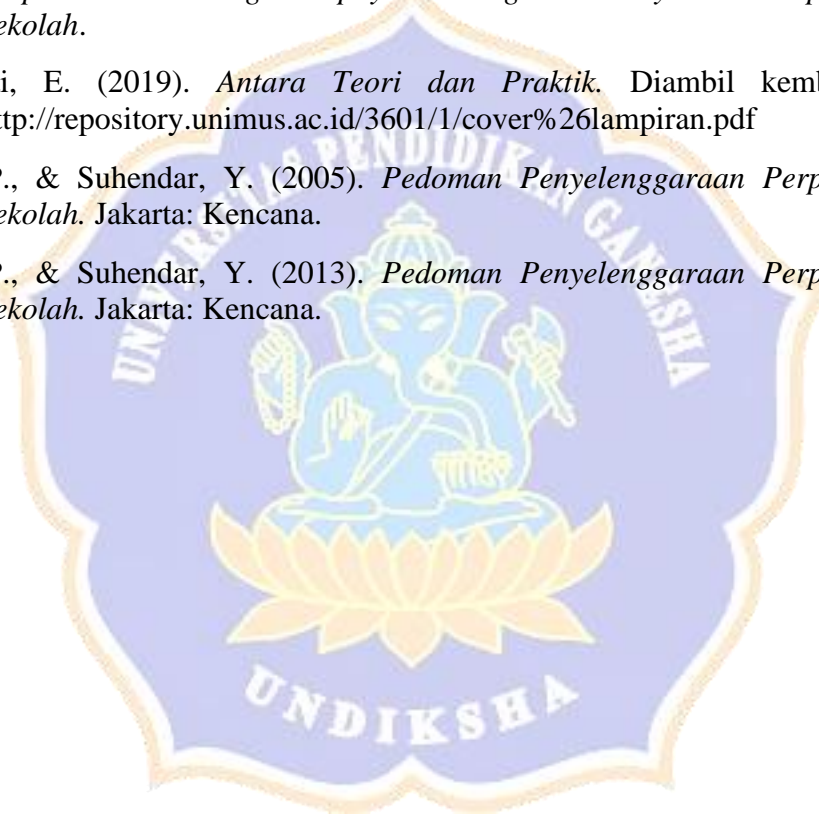 ekolah.
i, E. (2019). Antara Teori dan Praktik. Diambil kemb
ttp://repository.unimus.ac.id/3601/1/cover%26lampiran.pdf
P., & Suhendar, Y. (2005). Pedoman Penyelenggaraan Perp
ekolah. Jakarta: Kencana.
P., & Suhendar, Y. (2013). Pedoman Penyelenggaraan Perp
ekolah. Jakarta: Kencana.
UNIVERSITAS PENDIDIKAN GANESHA
UNDIKSHA